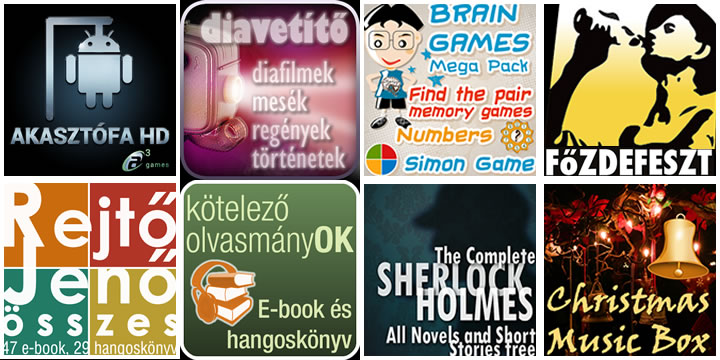 AKASZTÓFA HD
a3
games
diavetítő
diafilmek
mesék
regények
történetek
BRAIN
GAMES
Mega Pack
Find the pair
memory games
Numbers
?
Simon Game
FőZDEFESZT
Rejtő
Jenő
össz
zes
47 e-book, 29 hangoskönyv
kötelező
olvasmányOK
E-book és
hangoskönyv
The Complete
SHERLOCK
HOLMES
All Novels and Short
Stories free
Christmas
Music Box